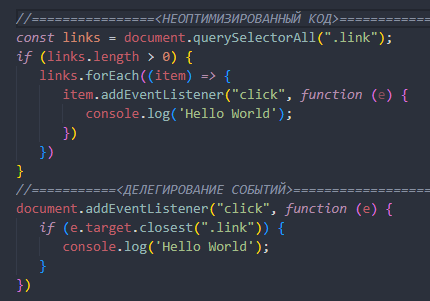 //================<НЕОПТИМИЗИРОВАННЫЙ КОД>============
const links = document.querySelectorAll(".link");
if (links.length > 0) {
links.forEach((item) => {
item.addEventListener("click", function (e) {
console.log('Hello World');
})
})
}
//===========<ДЕЛЕГИРОВАНИЕ СОБЫТИЙ>==================
document.addEventListener("click", function (e) {
if (e.target.closest(".link")) {
console.log('Hello World');
}
})